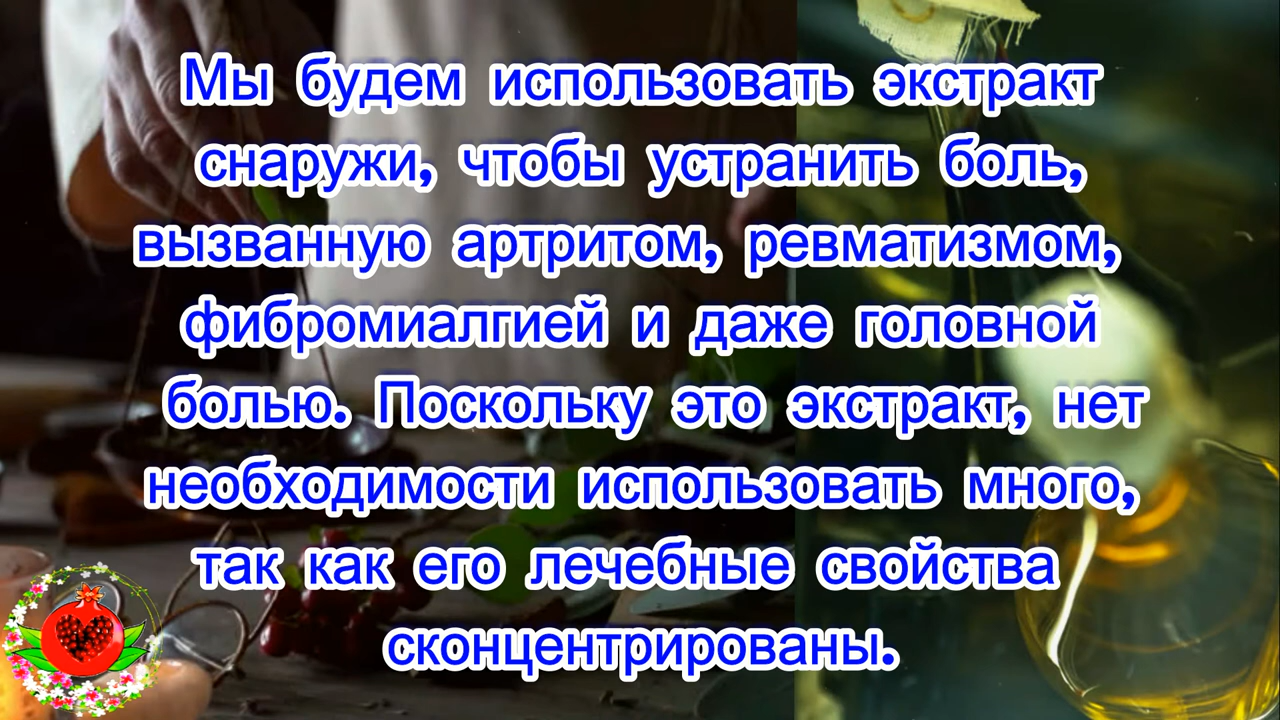 Мы будем использовать экстракт
снаружи, чтобы устранить боль,
вызванную артритом, ревматизмом,
фибромиалгией и даже головной
болью. Поскольку это экстракт, нет
необходимости использовать много,
так как его лечебные свойства
сконцентрированы.